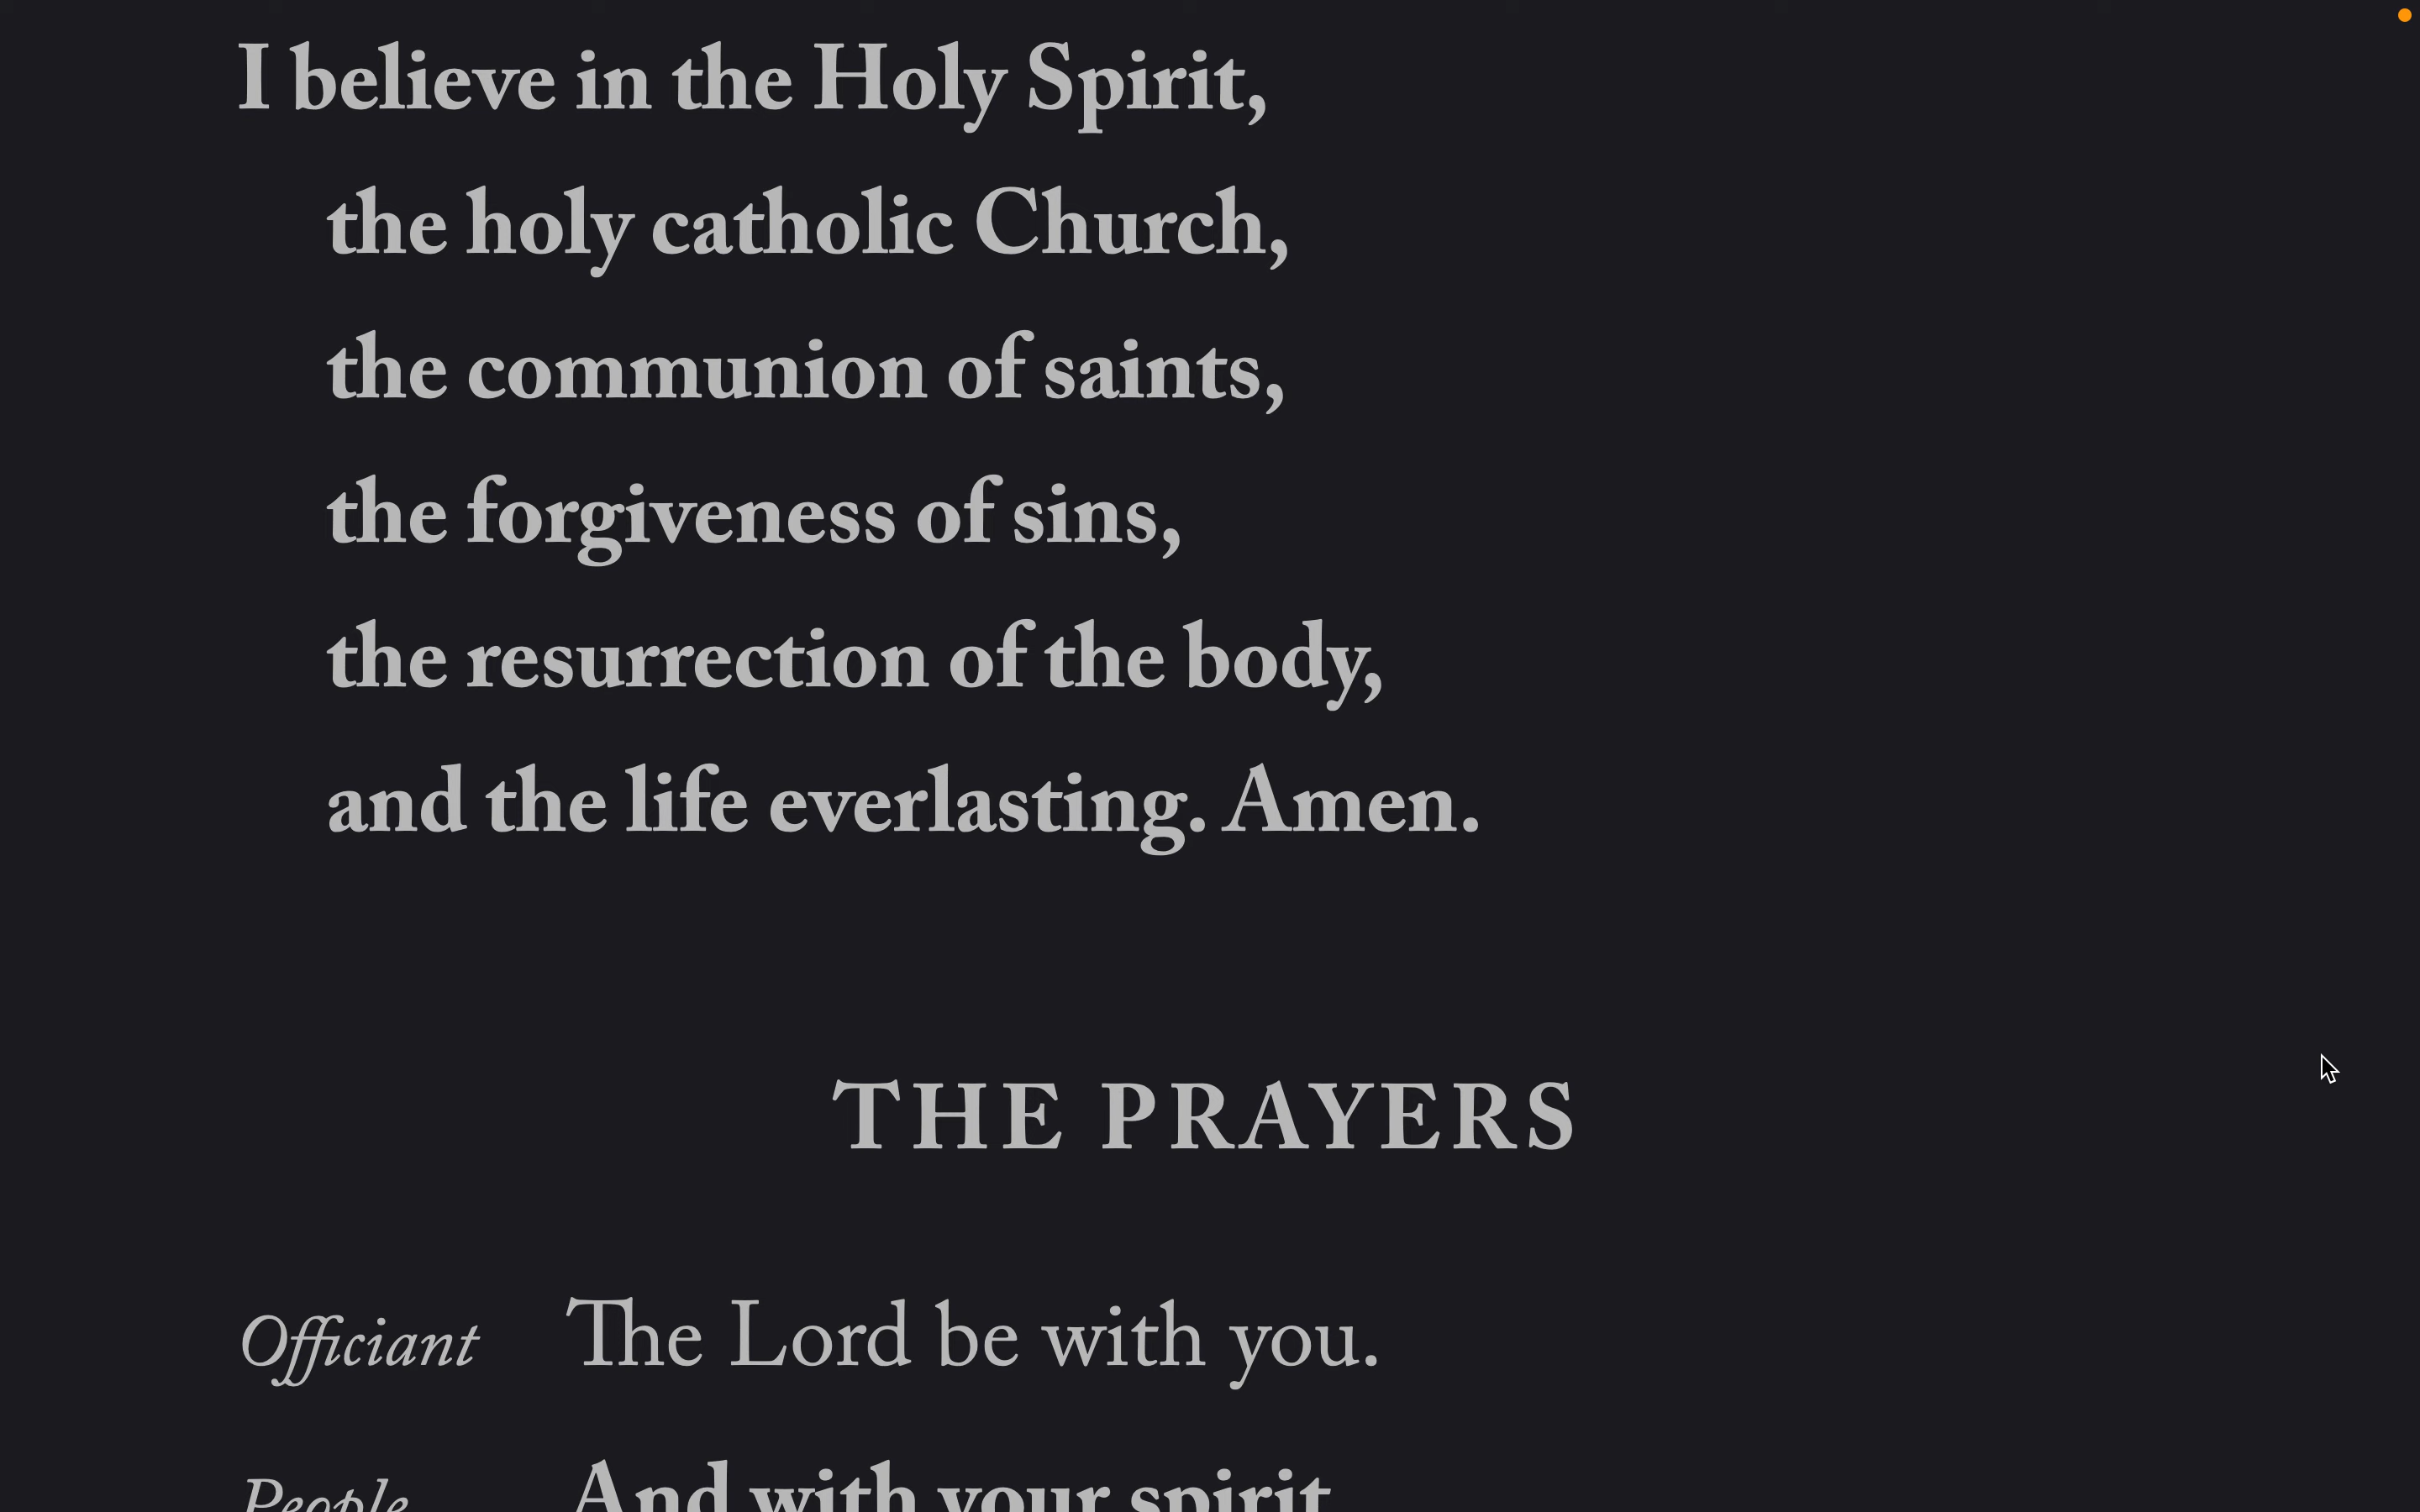 I believe in the Holy Spirit,
the holy catholic Church,
the communion of saints,
the forgiveness of sins,
the resurrection of the body,
and the life everlasting. Amen.
THE PRAYERS
Officiant The Lord be with you.
People And with your spirit